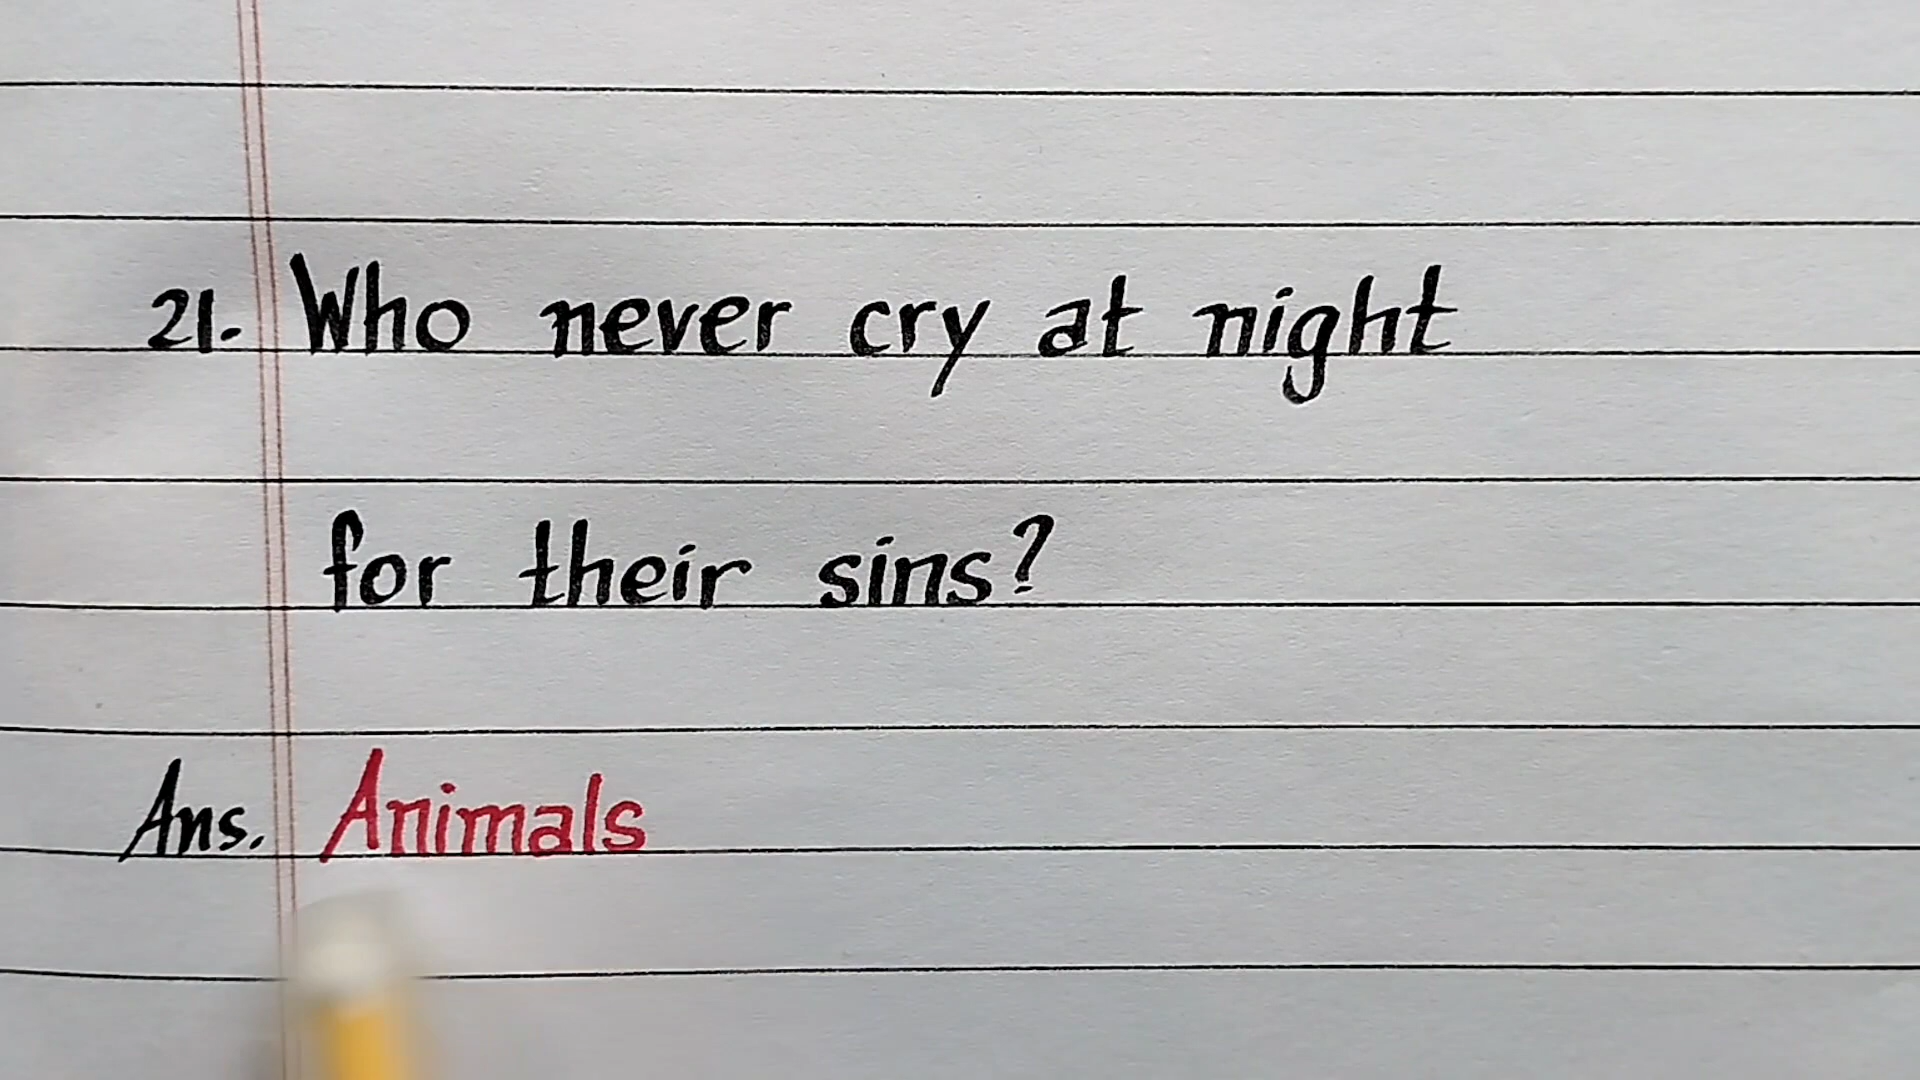 21. Who never cry at night
for their sins?
Ans. Animals